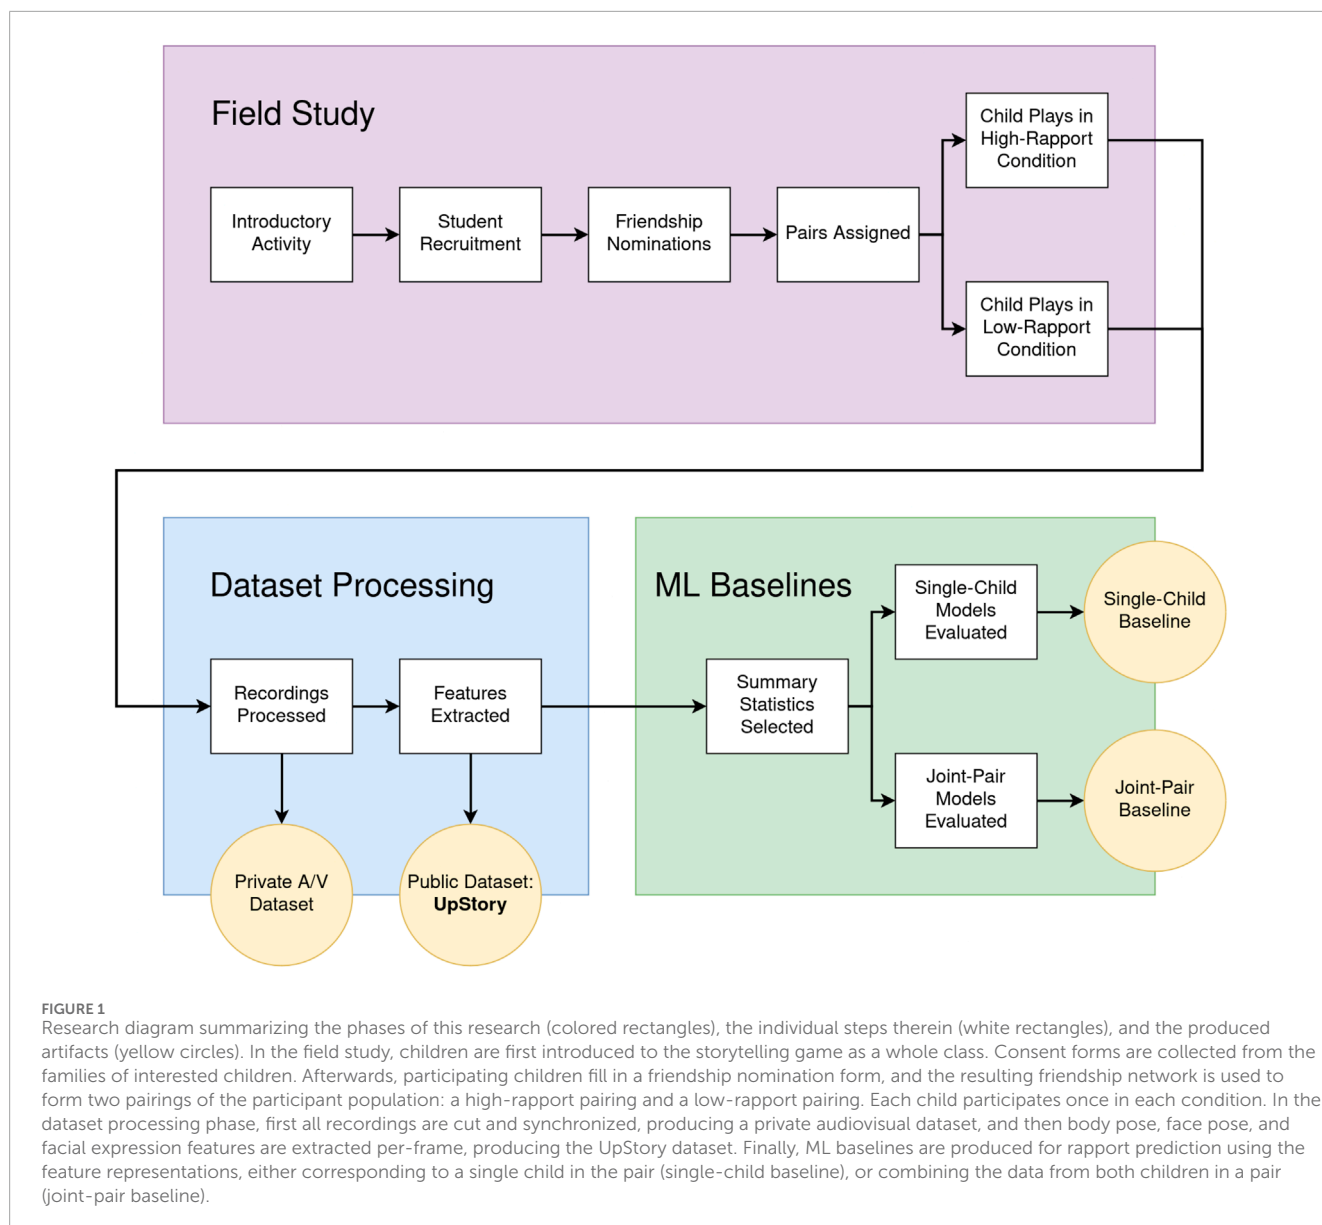 Field Study
Introductory
Activity
Student
Recruitment
Friendship
Nominations
Pairs Assigned
Child Plays in
High-Rapport
Condition
Child Plays in
Low-Rapport
Condition
Dataset Processing
Recordings
Processed
Features
Extracted
Private A/V
Dataset
Public Dataset:
UpStory
ML Baselines
Summary
Statistics
Selected
Single-Child
Models
Evaluated
Single-Child
Baseline
Joint-Pair
Models
Evaluated
Joint-Pair
Baseline
FIGURE 1
Research diagram summarizing the phases of this research (colored rectangles), the individual steps therein (white rectangles), and the produced
artifacts (yellow circles). In the field study, children are first introduced to the storytelling game as a whole class. Consent forms are collected from the
families of interested children. Afterwards, participating children fill in a friendship nomination form, and the resulting friendship network is used to
form two pairings of the participant population: a high-rapport pairing and a low-rapport pairing. Each child participates once in each condition. In the
dataset processing phase, first all recordings are cut and synchronized, producing a private audiovisual dataset, and then body pose, face pose, and
facial expression features are extracted per-frame, producing the UpStory dataset. Finally, ML baselines are produced for rapport prediction using the
feature representations, either corresponding to a single child in the pair (single-child baseline), or combining the data from both children in a pair
(joint-pair baseline).